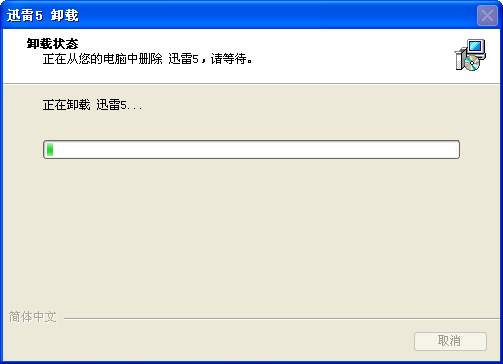 迅雷5 卸载
卸载状态
正在从您的电脑中删除 迅雷5，请等待。
正在卸载 迅雷5...
简体中文
取消